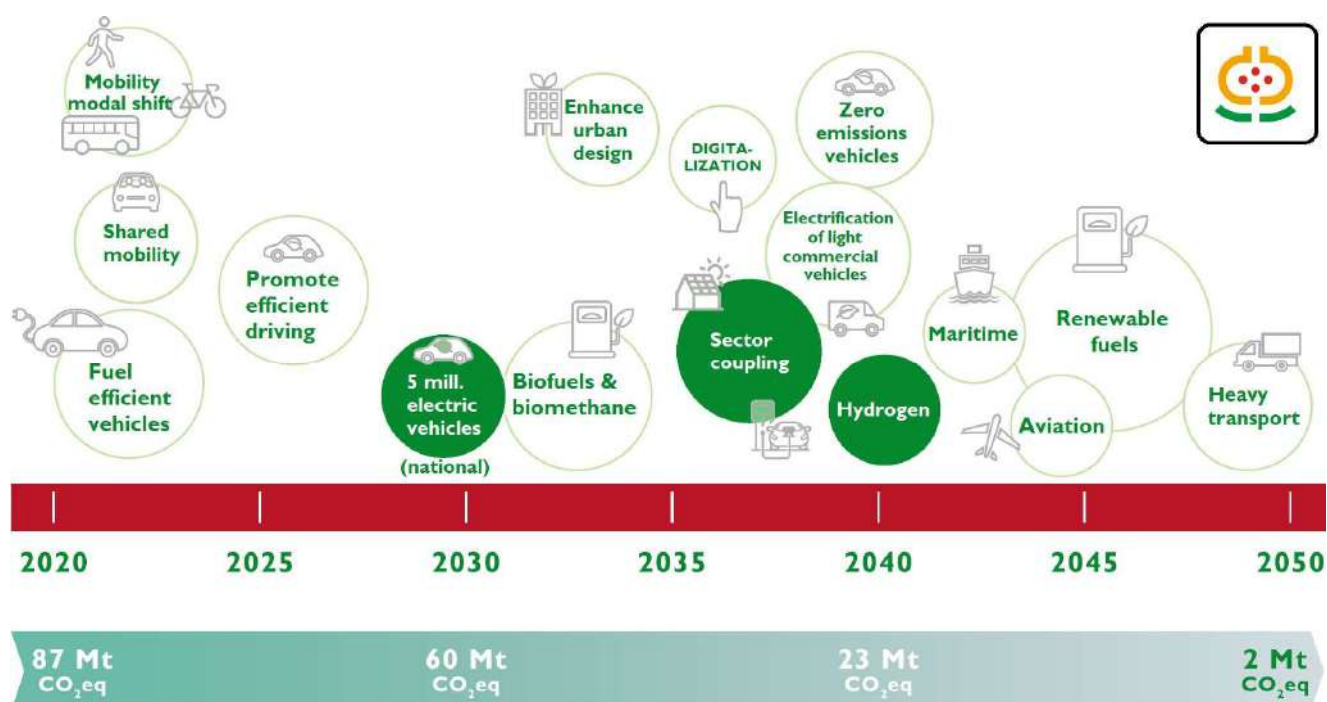 Mobility
modal shift
Shared
mobility
Fuel
efficient
vehicles
Promote
efficient
driving
5 mill.
electric
vehicles
(national)
Biofuels &
biomethane
Enhance
urban
design
DIGITA-
LIZATION
Sector
coupling
Zero
emissions
vehicles
Electrification
of light
commercial
vehicles
Hydrogen
Maritime
Aviation
Renewable
fuels
Heavy
transport
2020 2025 2030 2035 2040 2045 2050
87 Mt 60 Mt 23 Mt 2 Mt
CO₂eq CO₂eq CO₂eq CO₂eq